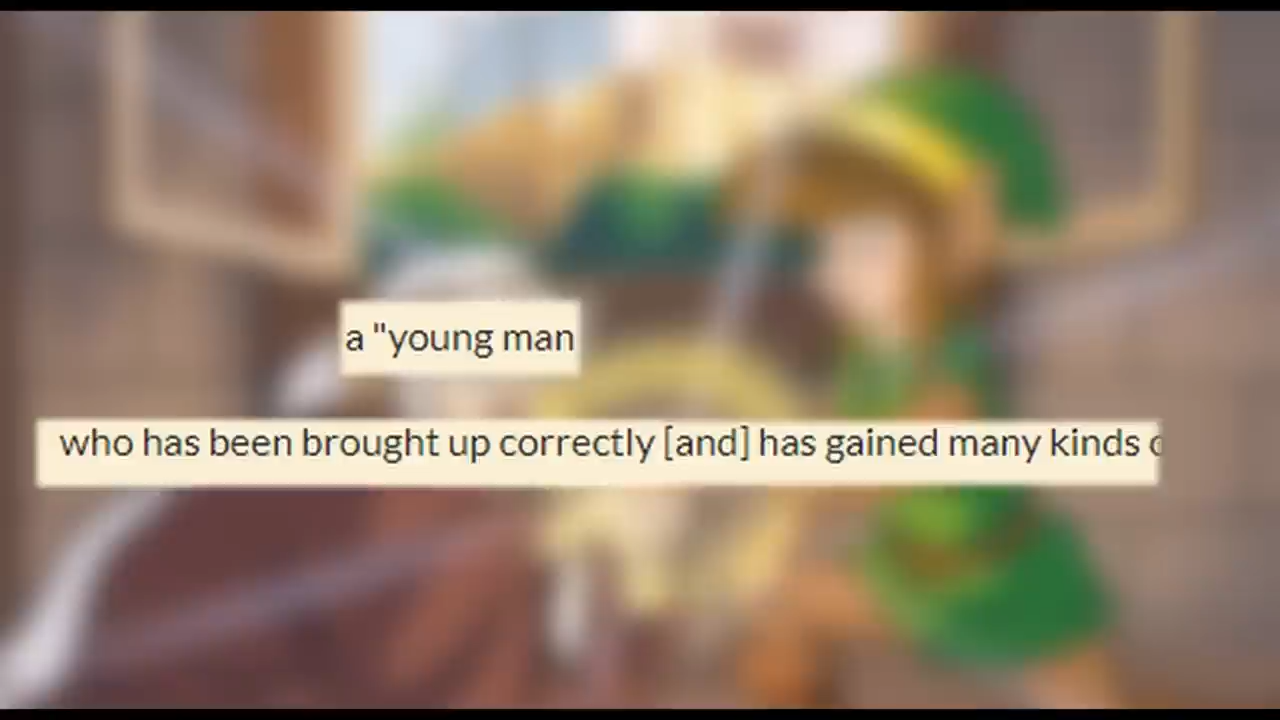 a "young man
who has been brought up correctly [and] has gained many kinds